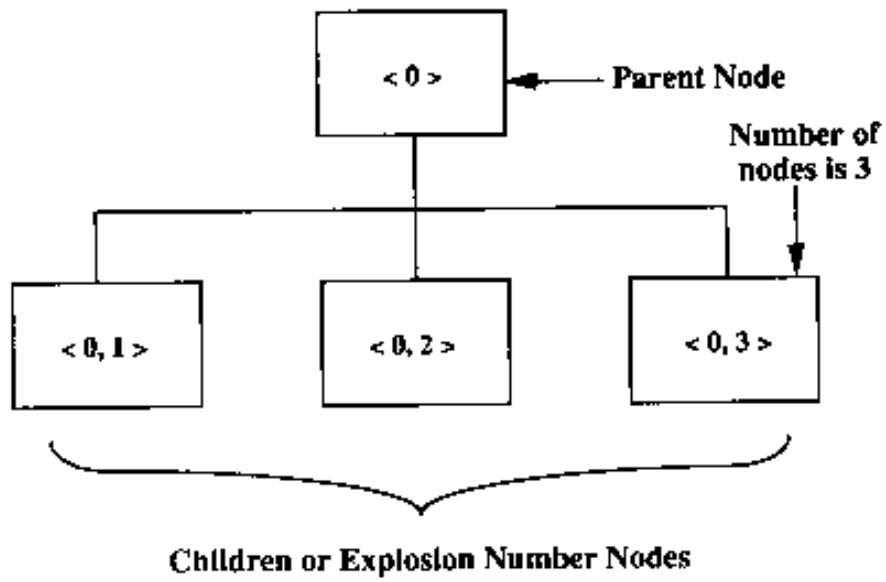 < 0 >
Parent Node
Number of
nodes is 3
< 0, 1 >
< 0, 2 >
< 0, 3 >
Children or Explosion Number Nodes